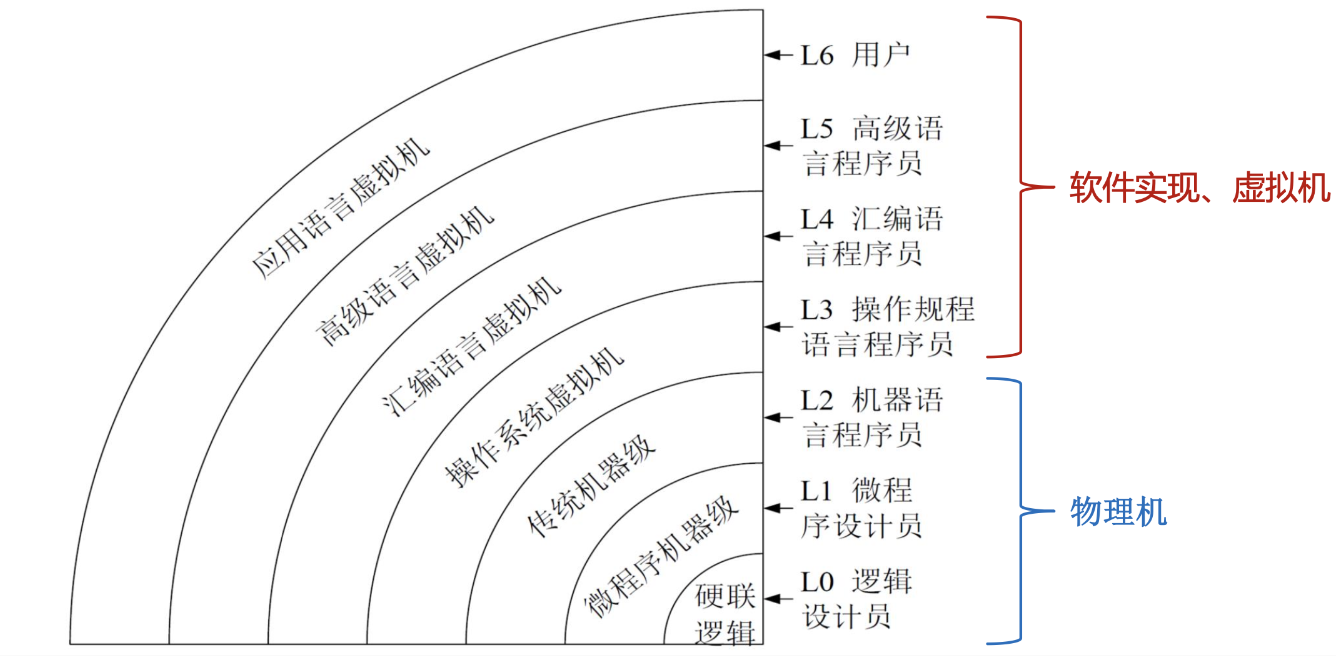 应用语言虚拟机
高级语言虚拟机
汇编语言虚拟机
操作系统虚拟机
传统机器级
微程序机器级
硬联
逻辑
L6 用户
L5 高级语
言程序员
L4 汇编语
言程序员
L3 操作规程
语言程序员
L2 机器语
言程序员
L1 微程
序设计员
L0 逻辑
设计员
软件实现、虚拟机
物理机